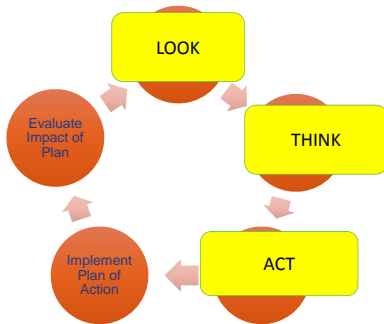 LOOK
THINK
ACT
Implement
Plan of
Action
Evaluate
Impact of
Plan